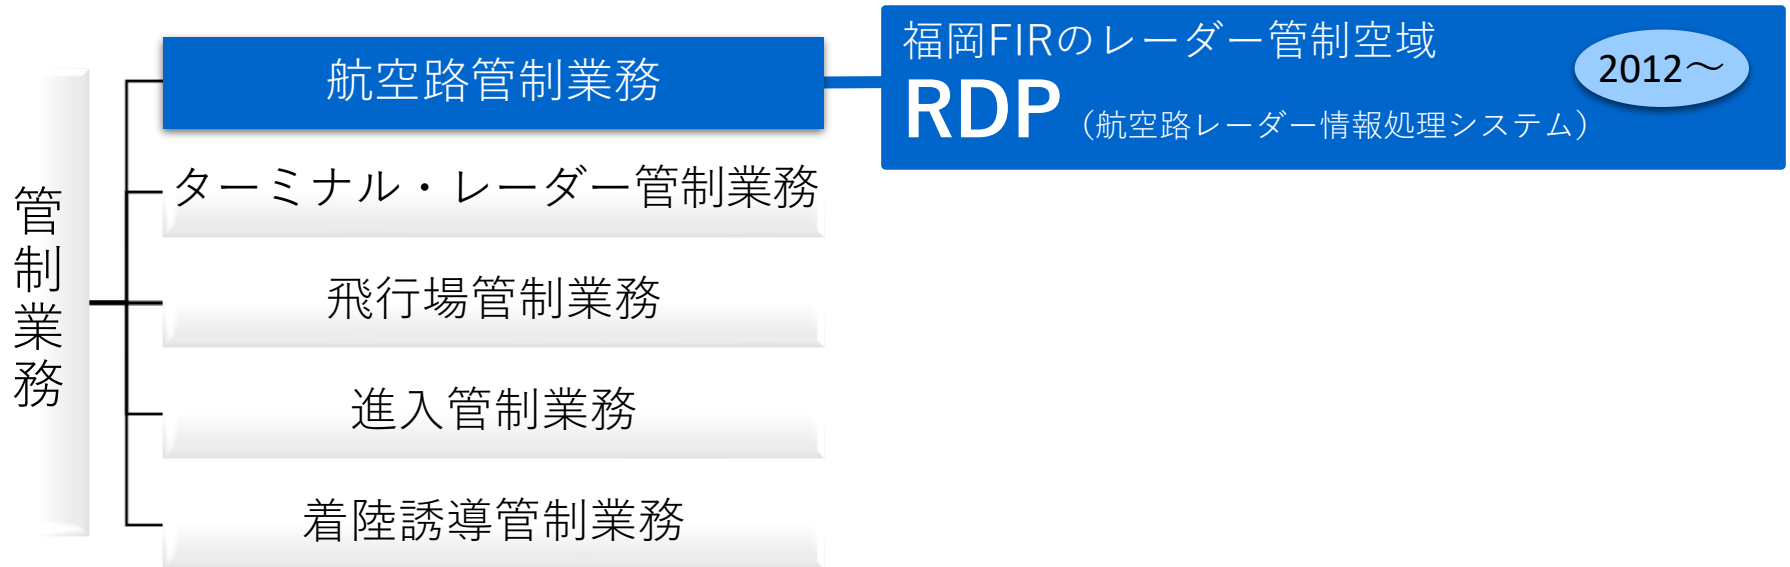 管制業務
航空路管制業務
ターミナル・レーダー管制業務
飛行場管制業務
進入管制業務
着陸誘導管制業務
福岡FIRのレーダー管制空域
RDP（航空路レーダー情報処理システム）
2012～